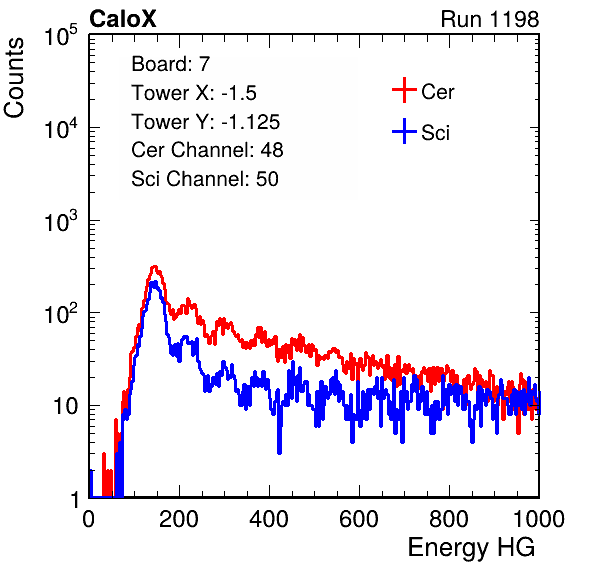 CaloX Run 1198
Counts
10^5
10^4
10^3
10^2
10
1
Board: 7
Tower X: -1.5
Tower Y: -1.125
Cer Channel: 48
Sci Channel: 50
Cer
Sci
0 200 400 600 800 1000
Energy HG